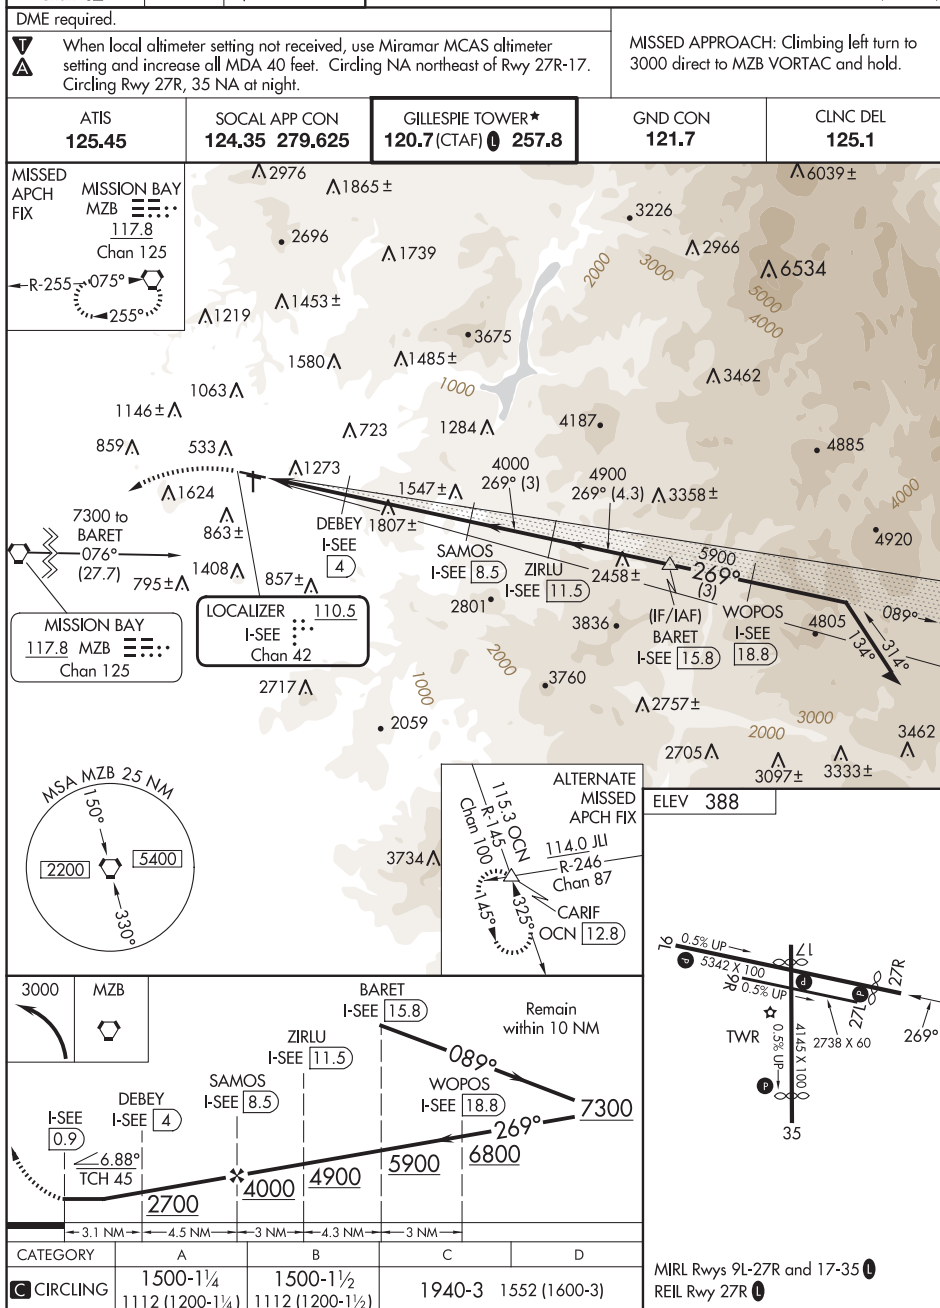 DME required.
T
A
When local altimeter setting not received, use Miramar MCAS altimeter
setting and increase all MDA 40 feet. Circling NA northeast of Rwy 27R-17.
Circling Rwy 27R, 35 NA at night.
MISSED APPROACH: Climbing left turn to
3000 direct to MZB VORTAC and hold.
ATIS
125.45
SOCAL APP CON
124.35 279.625
GILLESPIE TOWER★
120.7 (CTAF) L 257.8
GND CON
121.7
CLNC DEL
125.1
MISSED
APCH
FIX
MISSION BAY
MZB
117.8
Chan 125
R-255
075°
255°
2976
1865±
6039±
3226
2696
1739
2966
2000
3000
6534
5000
4000
1453±
1219
3675
1580
1485±
1063
1000
3462
1146±
723
1284
4187
859
533
4885
1273
4000
269° (3)
4900
269° (4.3)
1624
1547±
3358±
4000
7300 to
BARET
076°
(27.7)
863±
DEBEY
I-SEE
4
1807±
SAMOS
I-SEE 8.5
ZIRLU
I-SEE 11.5
2458±
5900
269°
(3)
4920
795±
1408
857±
2801
089°
MISSION BAY
117.8 MZB
Chan 125
LOCALIZER 110.5
I-SEE
Chan 42
3836
(IF/IAF)
BARET
I-SEE 15.8
WOPOS
I-SEE
18.8
4805
134°
314°
2717
1000
2000
3760
2757±
2059
3000
2000
3462
2705
3097±
3333±
MSA MZB 25 NM
150°
2200
5400
330°
3734
ALTERNATE
MISSED
APCH FIX
115.3 OCN
R-145
Chan 100
114.0 JLI
R-246
Chan 87
145°
325°
CARIF
OCN 12.8
ELEV 388
9L
0.5% UP
5342 X 100
17
27R
9R
0.5% UP
P
P
P
27L
TWR
0.5% UP
4145 X 100
2738 X 60
269°
P
35
3000
MZB
BARET
I-SEE 15.8
Remain
within 10 NM
ZIRLU
I-SEE 11.5
089°
SAMOS
I-SEE 8.5
WOPOS
I-SEE 18.8
DEBEY
I-SEE 4
7300
I-SEE
0.9
269°
6.88°
TCH 45
2700
4000
4900
5900
6800
3.1 NM
4.5 NM
3 NM
4.3 NM
3 NM
CATEGORY
A
B
C
D
C CIRCLING
1500-1¼
1112 (1200-1¼)
1500-1½
1112 (1200-1½)
1940-3 1552 (1600-3)
MIRL Rwys 9L-27R and 17-35 L
REIL Rwy 27R L